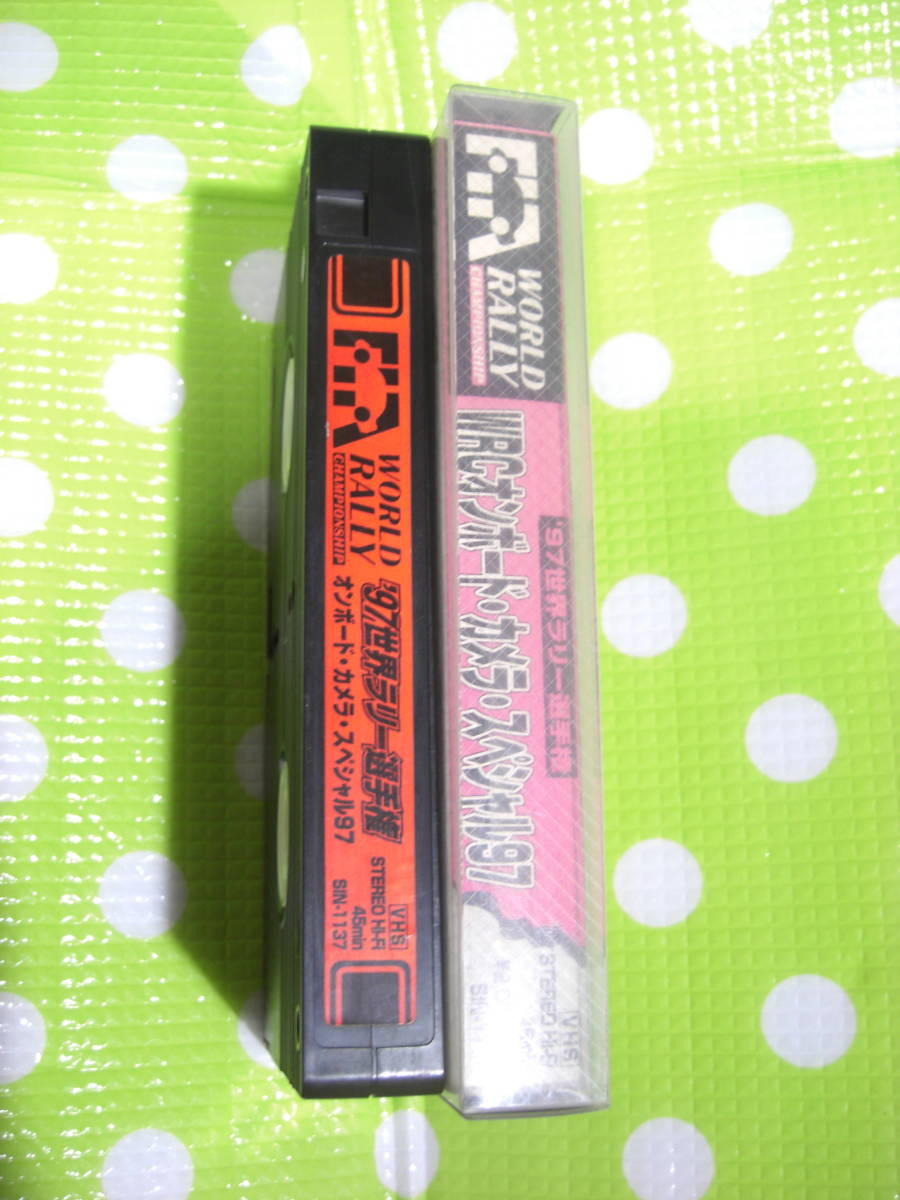 FIA
WORLD
RALLY
CHAMPIONSHIP
'97世界ラリー選手権
オンボード・カメラ・スペシャル97
VHS
STEREO HI-FI
45min
SIN-1137
FIA
WORLD
RALLY
CHAMPIONSHIP
'97世界ラリー選手権
WRCオンボード・カメラ・スペシャル97
VHS
STEREO HI-FI